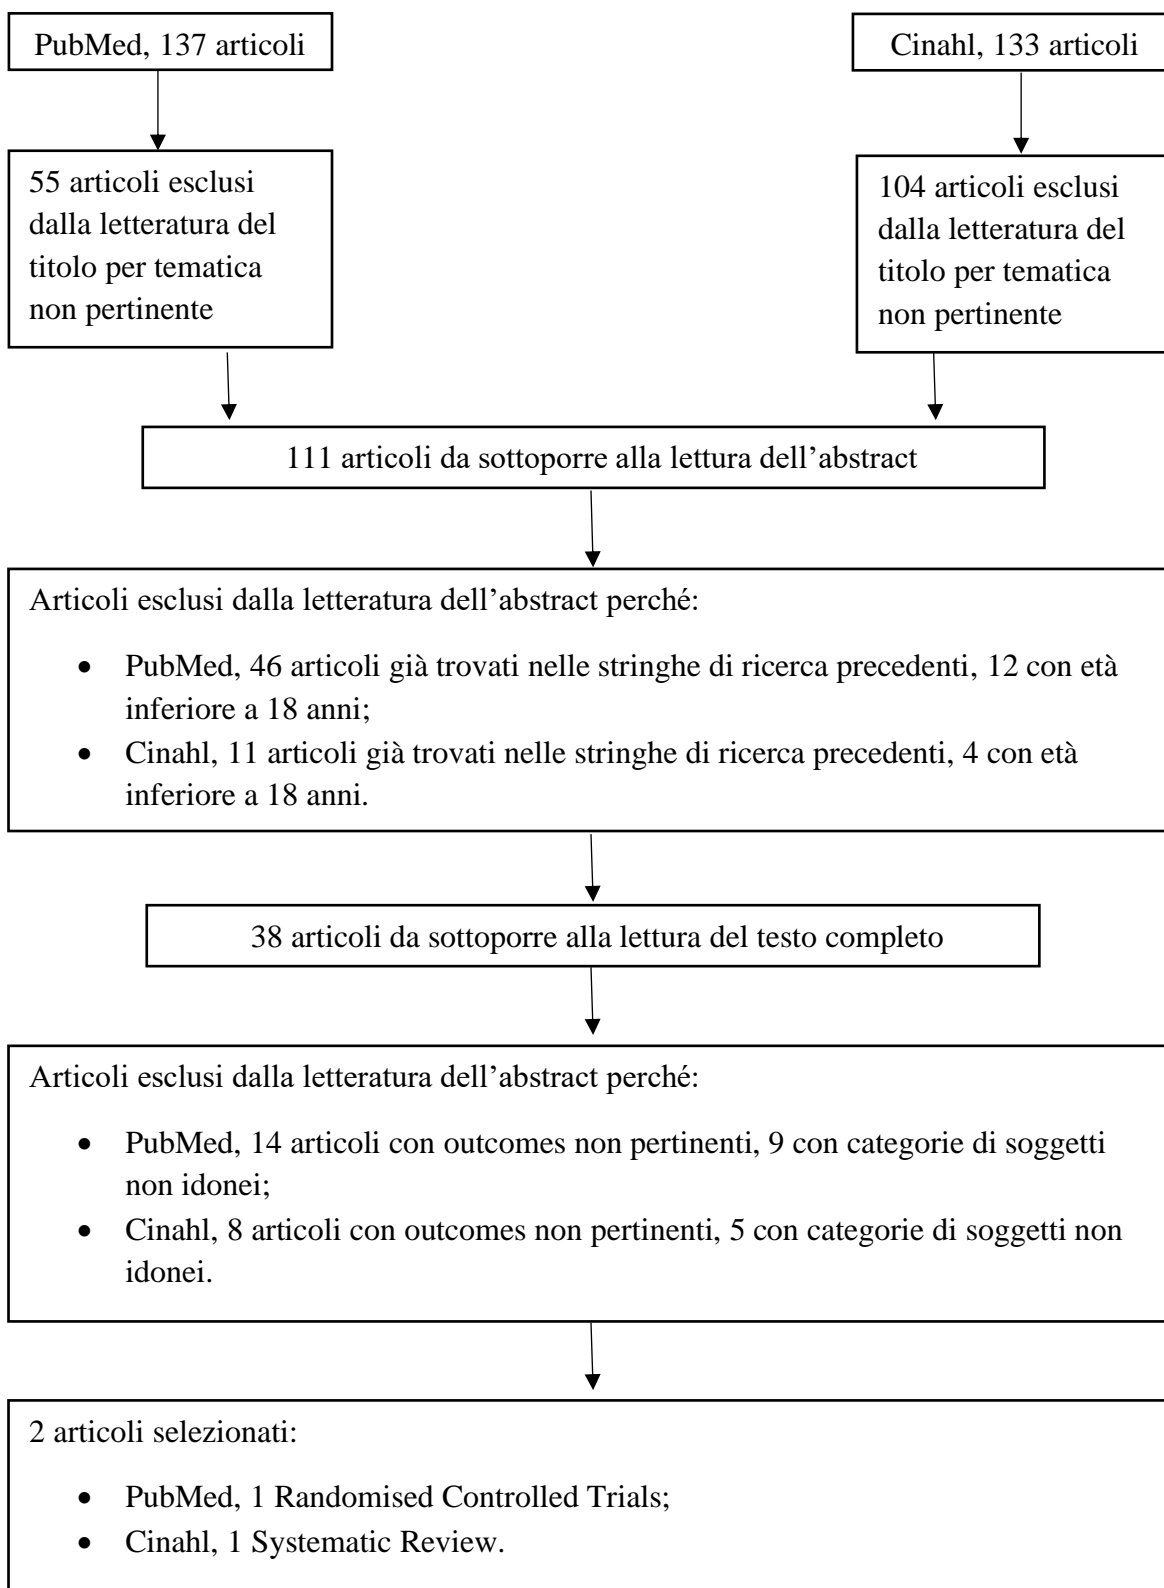 PubMed, 137 articoli
Cinahl, 133 articoli
55 articoli esclusi
dalla letteratura del
titolo per tematica
non pertinente
104 articoli esclusi
dalla letteratura del
titolo per tematica
non pertinente
111 articoli da sottoporre alla lettura dell’abstract
Articoli esclusi dalla letteratura dell’abstract perché:
• PubMed, 46 articoli già trovati nelle stringhe di ricerca precedenti, 12 con età
inferiore a 18 anni;
• Cinahl, 11 articoli già trovati nelle stringhe di ricerca precedenti, 4 con età
inferiore a 18 anni.
38 articoli da sottoporre alla lettura del testo completo
Articoli esclusi dalla letteratura dell’abstract perché:
• PubMed, 14 articoli con outcomes non pertinenti, 9 con categorie di soggetti
non idonei;
• Cinahl, 8 articoli con outcomes non pertinenti, 5 con categorie di soggetti non
idonei.
2 articoli selezionati:
• PubMed, 1 Randomised Controlled Trials;
• Cinahl, 1 Systematic Review.